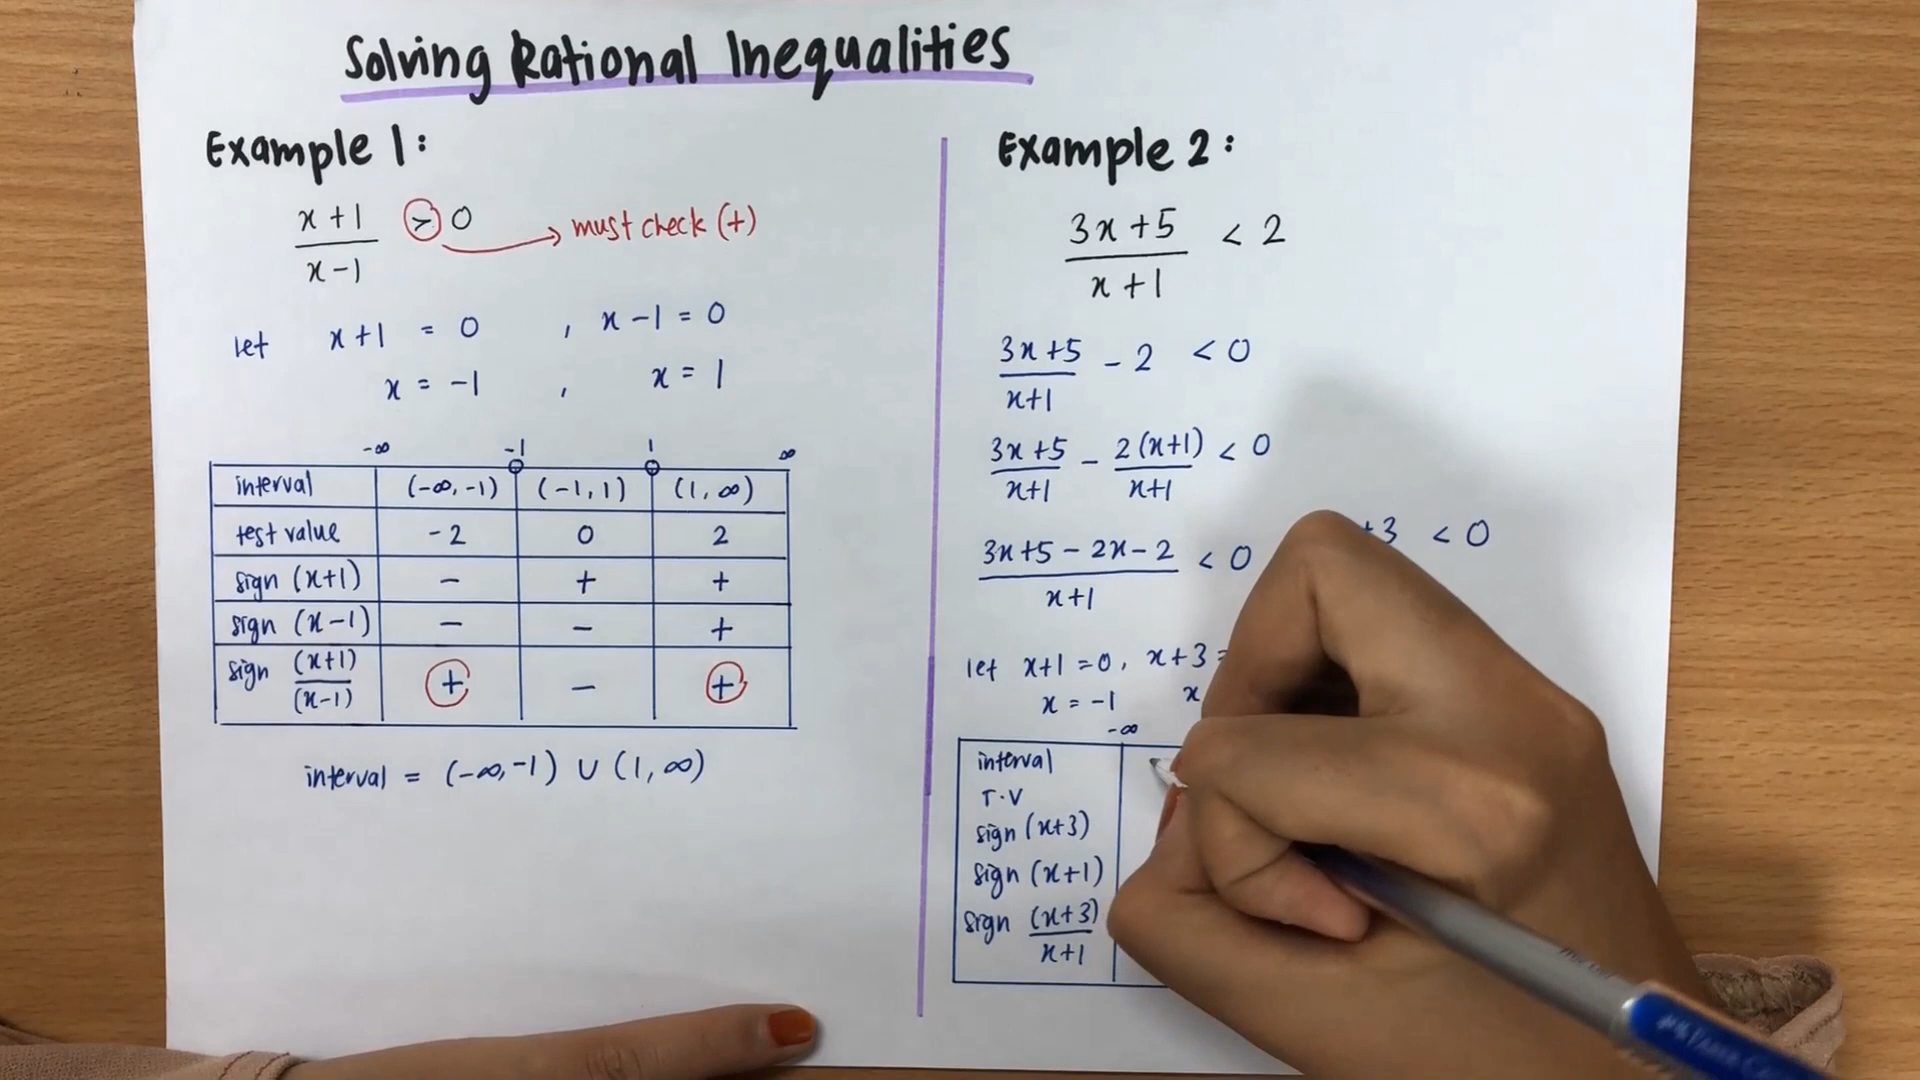 Solving Rational Inequalities
Example 1:
x+1
x-1
> 0
must check (+)
let x+1 = 0 , x-1 = 0
x = -1 , x = 1
-∞ -1 1 ∞
interval (-∞,-1) (-1,1) (1,∞)
test value -2 0 2
sign (x+1) - + +
sign (x-1) - - +
sign (x+1)
(x-1)
+ - +
interval = (-∞,-1) ∪ (1,∞)
Example 2:
3x+5
x+1
< 2
3x+5
x+1
- 2 < 0
3x+5 - 2(x+1) < 0
x+1 x+1
3x+5-2x-2 < 0
x+1
+3 < 0
let x+1=0, x+3=
x = -1 x
-∞
interval
T.V
sign (x+3)
sign (x+1)
sign (x+3)
x+1